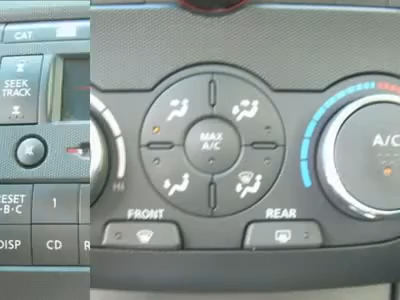 CAT
SEEK
TRACK
RESET
A·B·C
1
DISP
CD
R
MAX
A/C
HI
FRONT
REAR
A/C